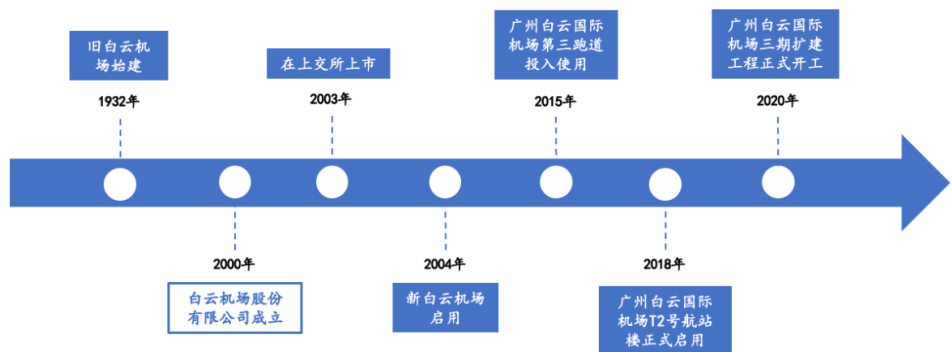 旧白云机
场始建
1932年
白云机场股份
有限公司成立
2000年
在上交所上市
2003年
新白云机场
启用
2004年
广州白云国际
机场第三跑道
投入使用
2015年
广州白云国际
机场T2号航站
楼正式启用
2018年
广州白云国际
机场三期扩建
工程正式开工
2020年